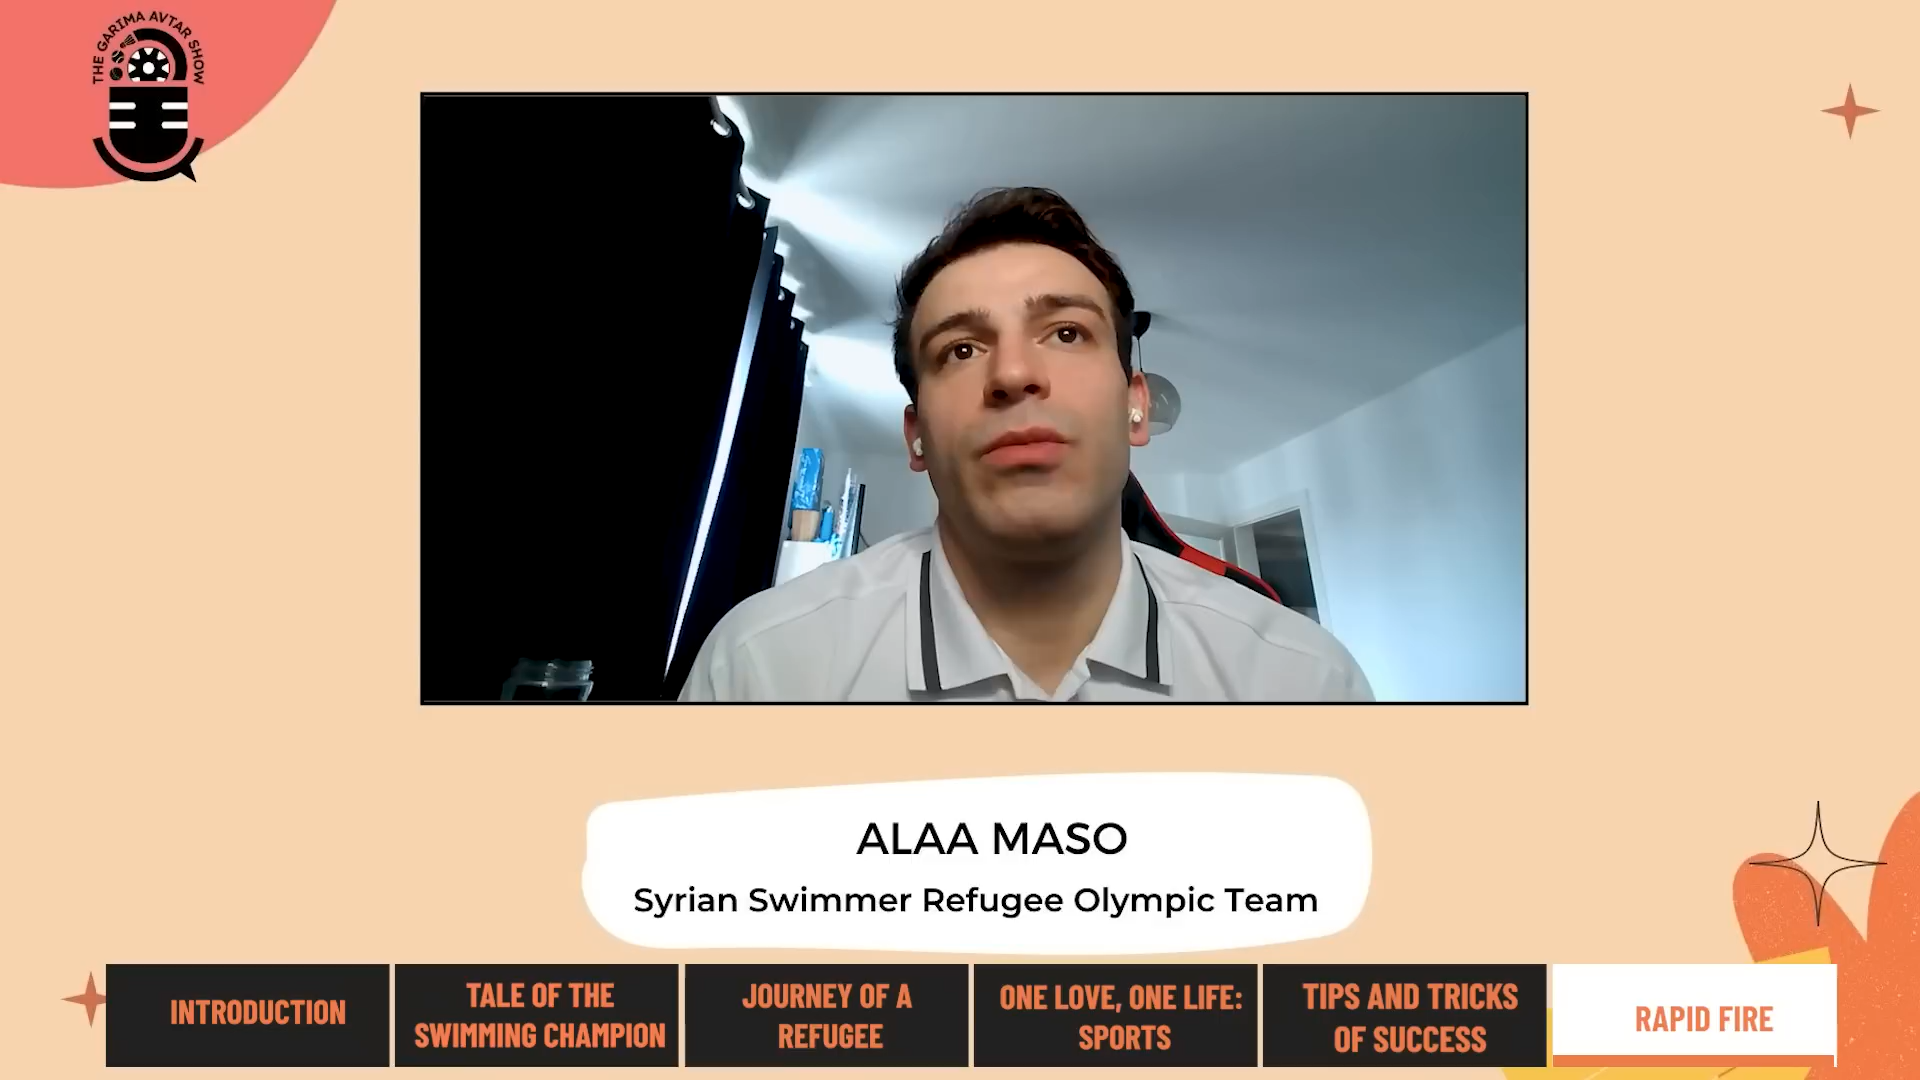 THE GARIMA AVTAR SHOW
ALAA MASO
Syrian Swimmer Refugee Olympic Team
INTRODUCTION
TALE OF THE
SWIMMING CHAMPION
JOURNEY OF A
REFUGEE
ONE LOVE, ONE LIFE:
SPORTS
TIPS AND TRICKS
OF SUCCESS
RAPID FIRE